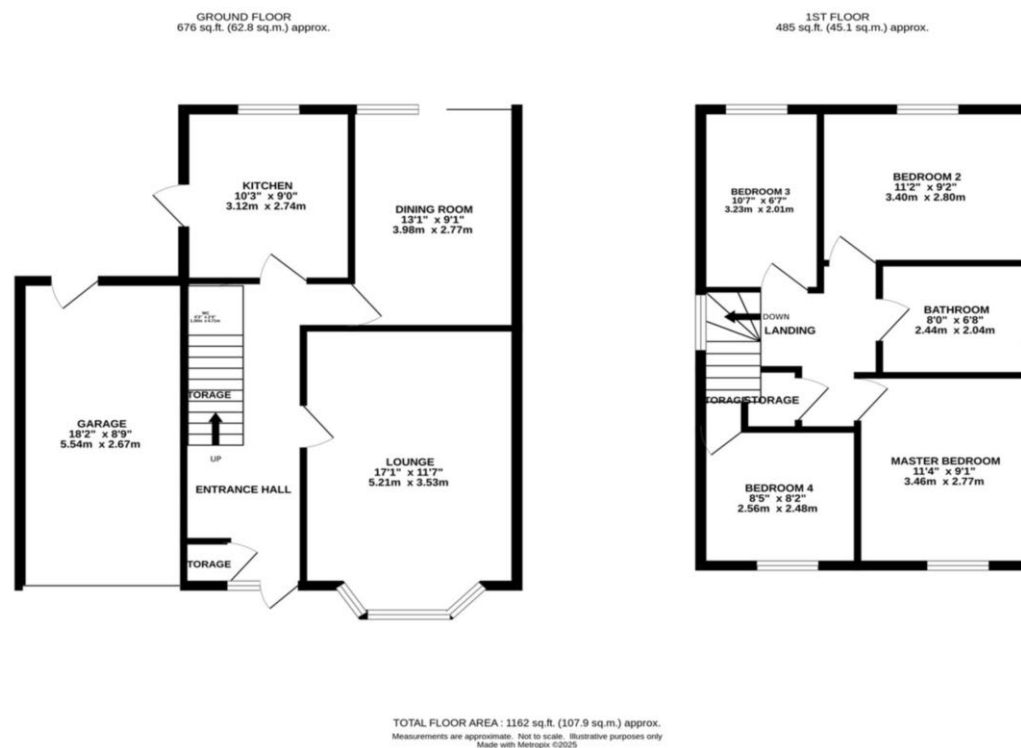 GROUND FLOOR
676 sq.ft. (62.8 sq.m.) approx.
1ST FLOOR
485 sq.ft. (45.1 sq.m.) approx.
KITCHEN
10'3" x 9'0"
3.12m x 2.74m
DINING ROOM
13'1" x 9'1"
3.98m x 2.77m
WC
TORAGE
UP
GARAGE
18'2" x 8'9"
5.54m x 2.67m
LOUNGE
17'1" x 11'7"
5.21m x 3.53m
ENTRANCE HALL
TORAGE
BEDROOM 3
10'7" x 6'7"
3.23m x 2.01m
BEDROOM 2
11'2" x 9'2"
3.40m x 2.80m
DOWN
LANDING
BATHROOM
8'0" x 6'8"
2.44m x 2.04m
TORAGE
STORAGE
MASTER BEDROOM
11'4" x 9'1"
3.46m x 2.77m
BEDROOM 4
8'5" x 8'2"
2.56m x 2.48m
TOTAL FLOOR AREA : 1162 sq.ft. (107.9 sq.m.) approx.
Measurements are approximate. Not to scale. Illustrative purposes only
Made with Metropix ©2025